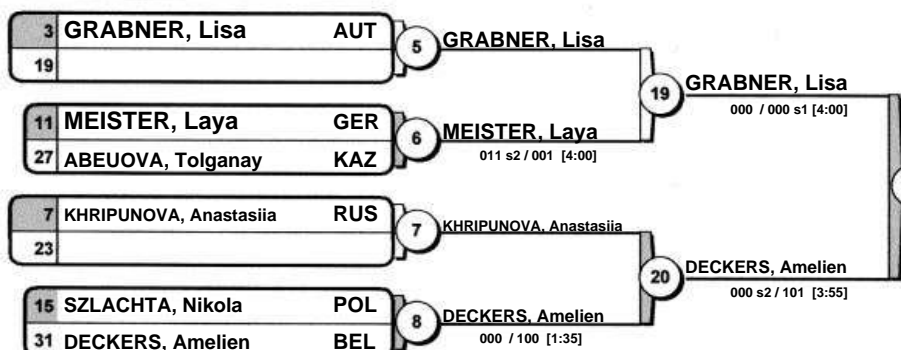 3 GRABNER, Lisa AUT
19
5 GRABNER, Lisa
11 MEISTER, Laya GER
27 ABEUOVA, Tolganay KAZ
6 MEISTER, Laya
011 s2 / 001 [4:00]
19 GRABNER, Lisa
000 / 000 s1 [4:00]
7 KHRIPUNOVA, Anastasiia RUS
23
7 KHRIPUNOVA, Anastasiia
15 SZLACHTA, Nikola POL
31 DECKERS, Amelien BEL
8 DECKERS, Amelien
000 / 100 [1:35]
20 DECKERS, Amelien
000 s2 / 101 [3:55]